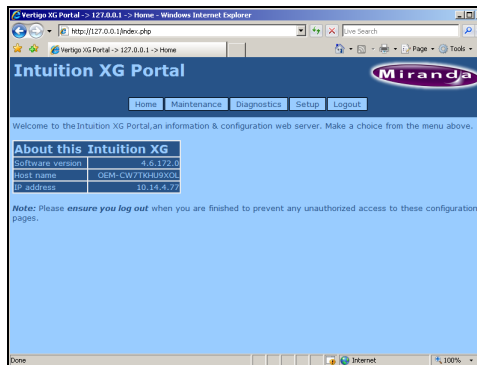 Vertigo XG Portal -> 127.0.0.1 -> Home - Windows Internet Explorer
http://127.0.0.1/index.php
Live Search
Vertigo XG Portal -> 127.0.0.1 -> Home
Page
Tools
Intuition XG Portal
Miranda
Home Maintenance Diagnostics Setup Logout
Welcome to theIntuition XG Portal,an information & configuration web server. Make a choice from the menu above.
About this Intuition XG
Software version 4.6.172.0
Host name OEM-CW7TKHU9XOL
IP address 10.14.4.77
Note: Please ensure you log out when you are finished to prevent any unauthorized access to these configuration
pages.
Done
Internet
100%